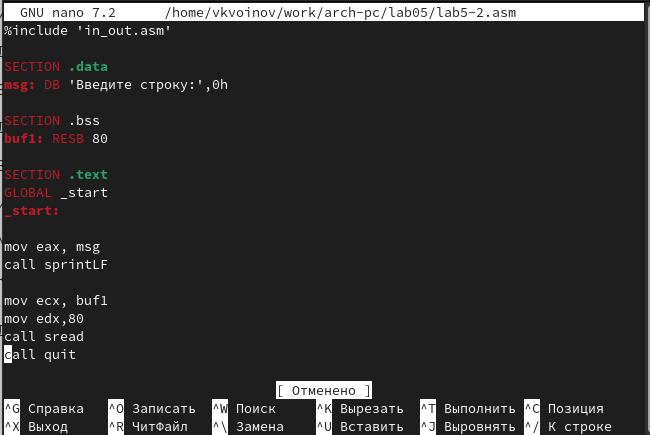 GNU nano 7.2 /home/vkvoinov/work/arch-pc/lab05/lab5-2.asm
%include 'in_out.asm'
SECTION .data
msg: DB 'Введите строку:',0h
SECTION .bss
buf1: RESB 80
SECTION .text
GLOBAL _start
_start:
mov eax, msg
call sprintLF
mov ecx, buf1
mov edx,80
call sread
call quit
[ Отменено ]
^G Справка ^O Записать ^W Поиск ^K Вырезать ^T Выполнить ^C Позиция
^X Выход ^R ЧитФайл ^\ Замена ^U Вставить ^J Выровнять ^/ К строке